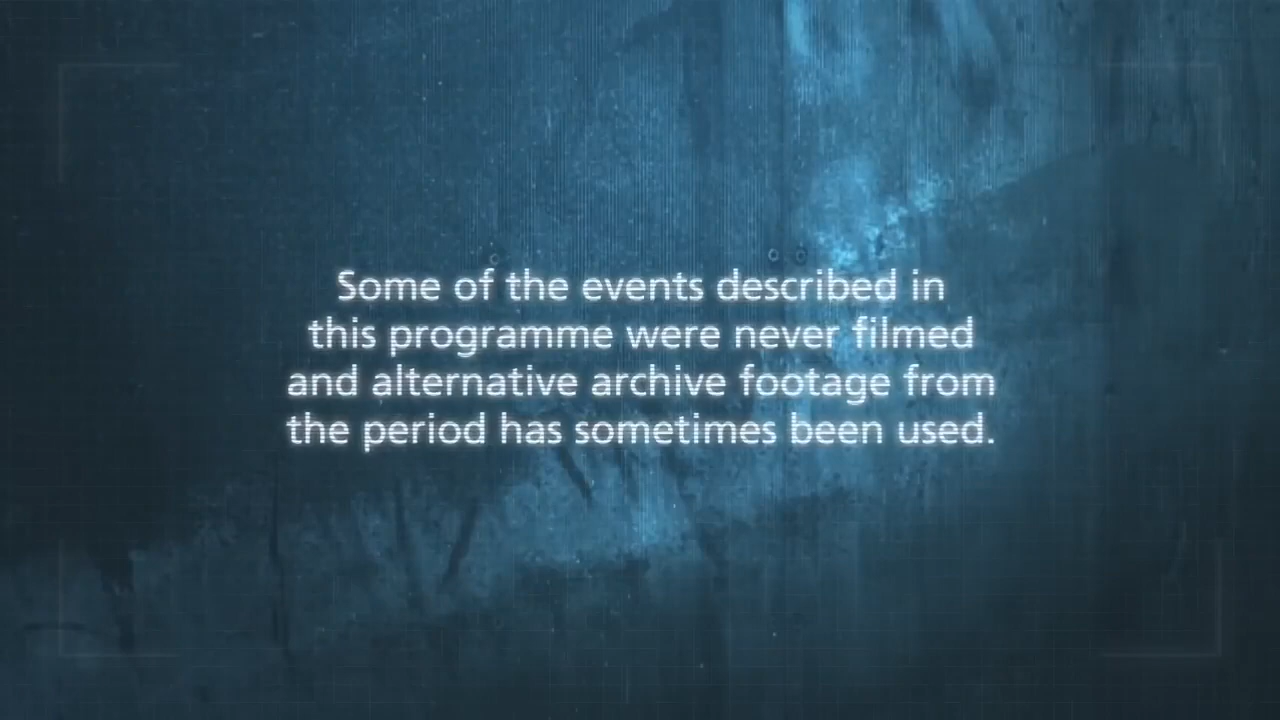 Some of the events described in
this programme were never filmed
and alternative archive footage from
the period has sometimes been used.